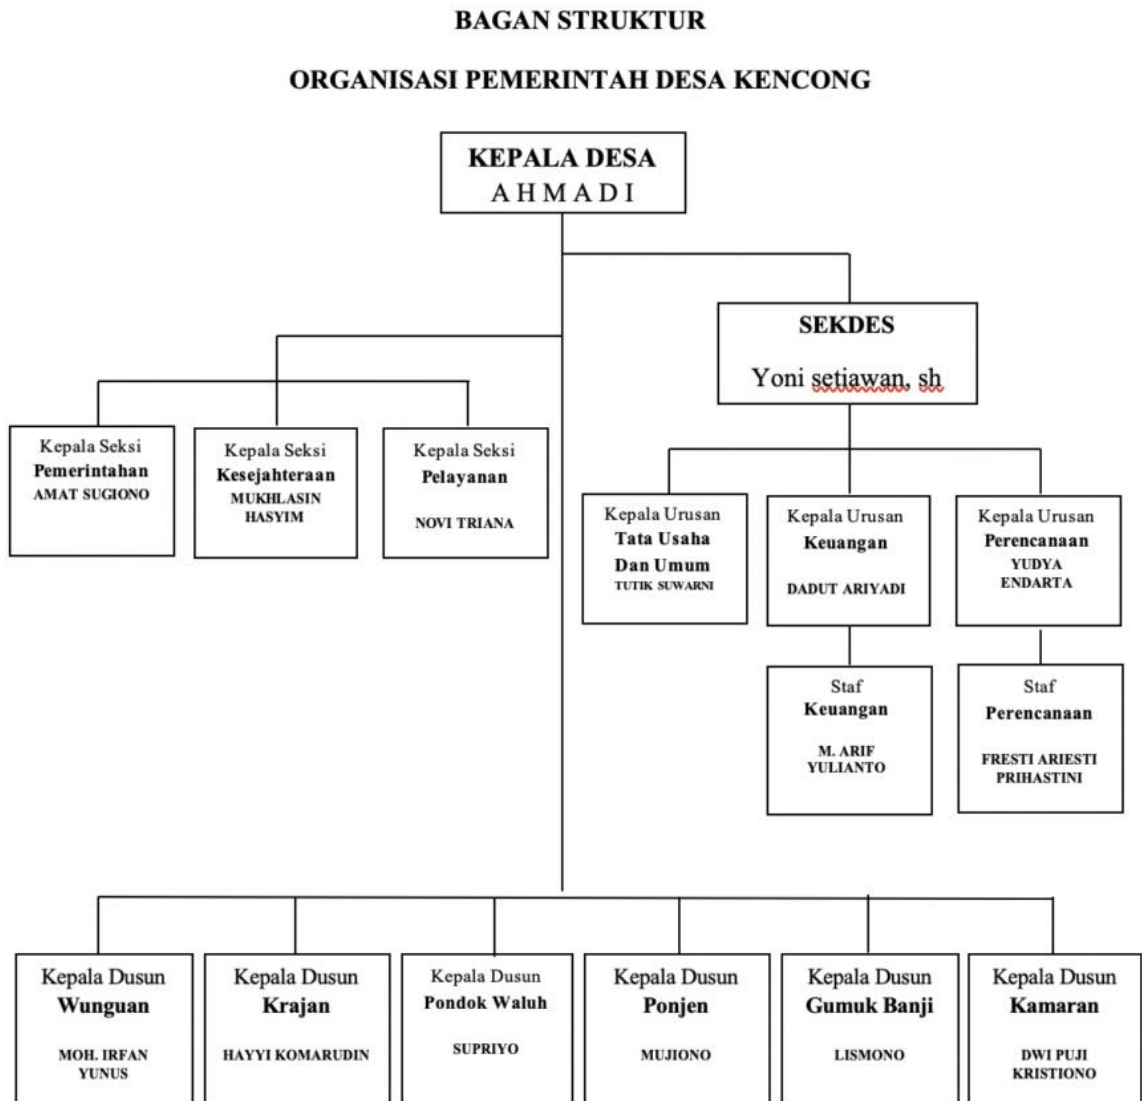 BAGAN STRUKTUR
ORGANISASI PEMERINTAH DESA KENCONG
KEPALA DESA
A H M A D I
SEKDES
Yoni setiawan, sh
Kepala Seksi
Pemerintahan
AMAT SUGIONO
Kepala Seksi
Kesejahteraan
MUKHLASIN
HASYIM
Kepala Seksi
Pelayanan
NOVI TRIANA
Kepala Urusan
Tata Usaha
Dan Umum
TUTIK SUWARNI
Kepala Urusan
Keuangan
DADUT ARIYADI
Kepala Urusan
Perencanaan
YUDYA
ENDARTA
Staf
Keuangan
M. ARIF
YULIANTO
Staf
Perencanaan
FRESTI ARIESTI
PRIHASTINI
Kepala Dusun
Wunguan
MOH. IRFAN
YUNUS
Kepala Dusun
Krajan
HAYYI KOMARUDIN
Kepala Dusun
Pondok Waluh
SUPRIYO
Kepala Dusun
Ponjen
MUJIONO
Kepala Dusun
Gumuk Banji
LISMONO
Kepala Dusun
Kamaran
DWI PUJI
KRISTIONO